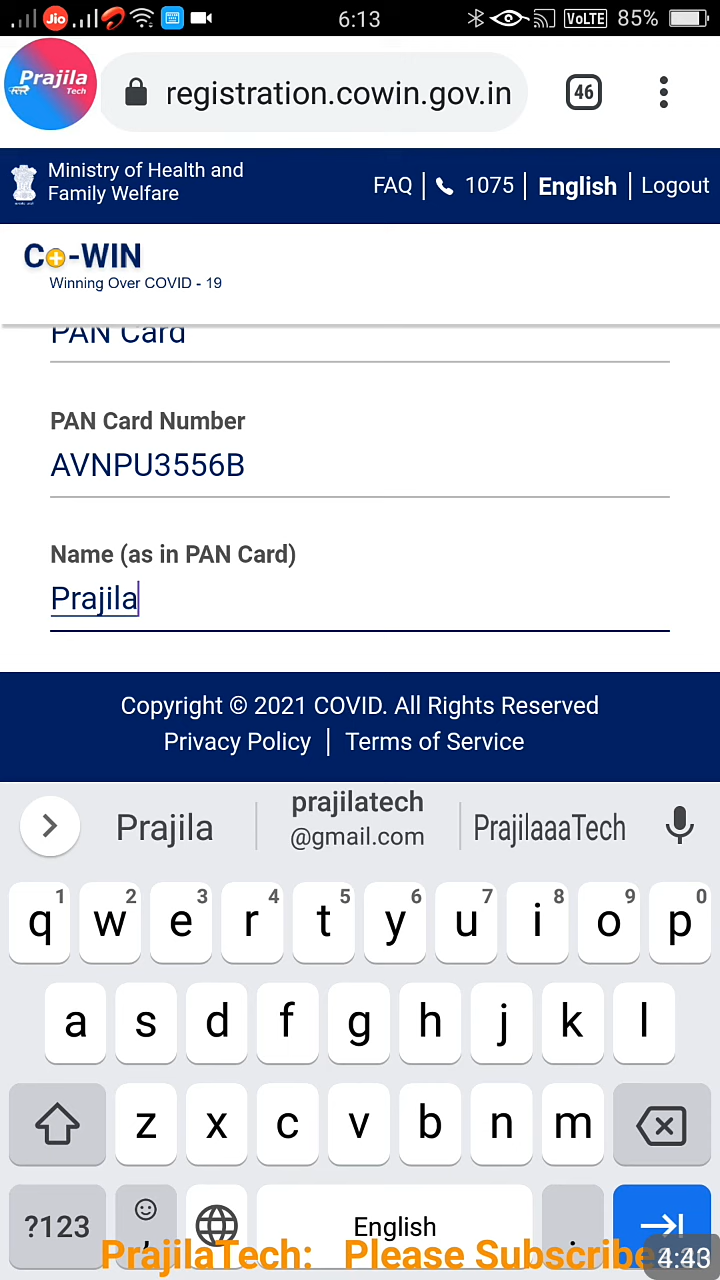 Jio 6:13 VoLTE 85%
Prajila
Tech
registration.cowin.gov.in 46
Ministry of Health and
Family Welfare
FAQ | 1075 | English | Logout
Co-WIN
Winning Over COVID - 19
PAN Card
PAN Card Number
AVNPU3556B
Name (as in PAN Card)
Prajila
Copyright © 2021 COVID. All Rights Reserved
Privacy Policy | Terms of Service
Prajila
prajilatech
@gmail.com
PrajilaaaTech
1 2 3 4 5 6 7 8 9 0
q w e r t y u i o p
a s d f g h j k l
z x c v b n m
?123 , English .
PrajilaTech: Please Subscribe
4:43